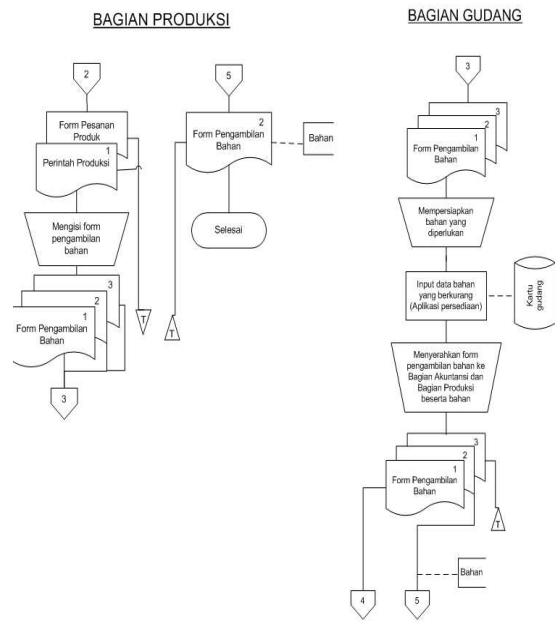 BAGIAN PRODUKSI
2
Form Pesanan
Produk
1
Perintah Produksi
Mengisi form
pengambilan
bahan
3
2
1
Form Pengambilan
Bahan
3
T
5
2
Form Pengambilan
Bahan
Bahan
Selesai
T
BAGIAN GUDANG
3
3
2
1
Form Pengambilan
Bahan
Mempersiapkan
bahan yang
diperlukan
Input data bahan
yang berkurang
(Aplikasi persediaan)
Kartu
gudang
Menyerahkan form
pengambilan bahan ke
Bagian Akuntansi dan
Bagian Produksi
beserta bahan
3
2
1
Form Pengambilan
Bahan
T
Bahan
4
5